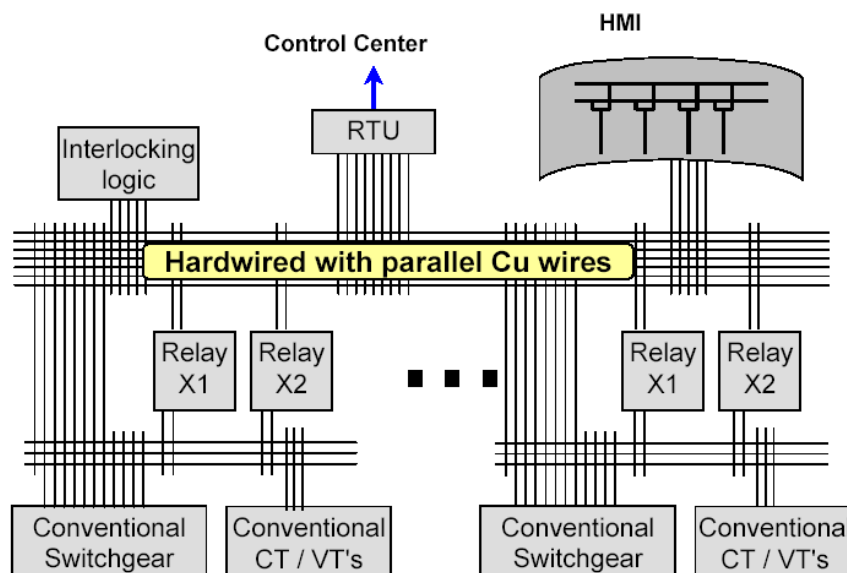 HMI
Control Center
RTU
Interlocking
logic
Hardwired with parallel Cu wires
Relay
X1
Relay
X2
Relay
X1
Relay
X2
Conventional
Switchgear
Conventional
CT / VT's
Conventional
Switchgear
Conventional
CT / VT's